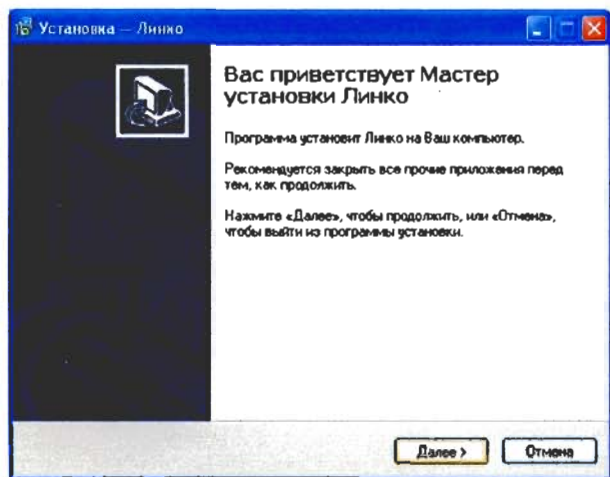 Установка — Линко
Вас приветствует Мастер
установки Линко
Программа установит Линко на Ваш компьютер.
Рекомендуется закрыть все прочие приложения перед
тем, как продолжить.
Нажмите «Далее», чтобы продолжить, или «Отмена»,
чтобы выйти из программы установки.
Далее >
Отмена